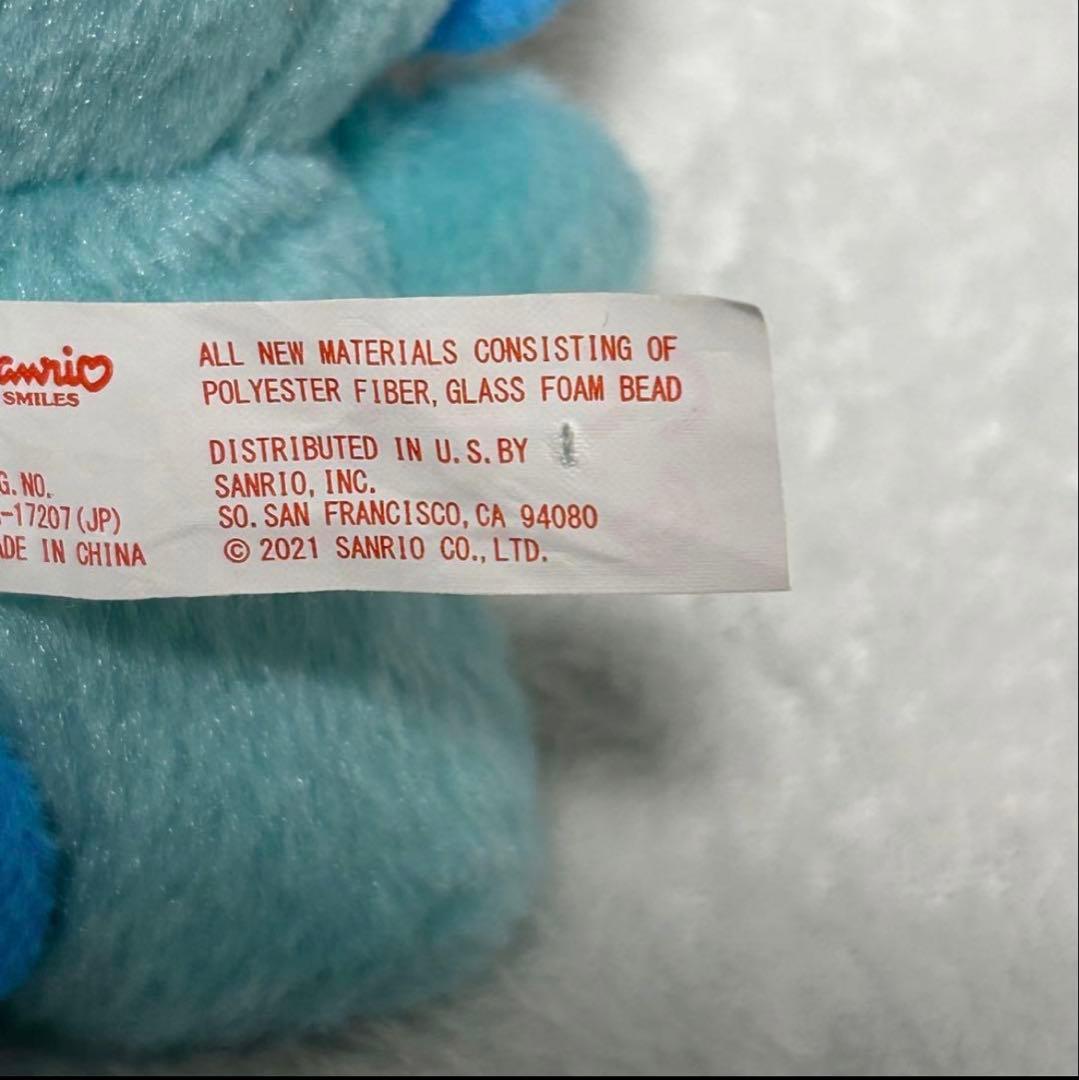 SMILES
ALL NEW MATERIALS CONSISTING OF
POLYESTER FIBER, GLASS FOAM BEAD
DISTRIBUTED IN U.S. BY
SANRIO, INC.
SO. SAN FRANCISCO, CA 94080
© 2021 SANRIO CO., LTD.
G. NO.
-17207(JP)
DE IN CHINA